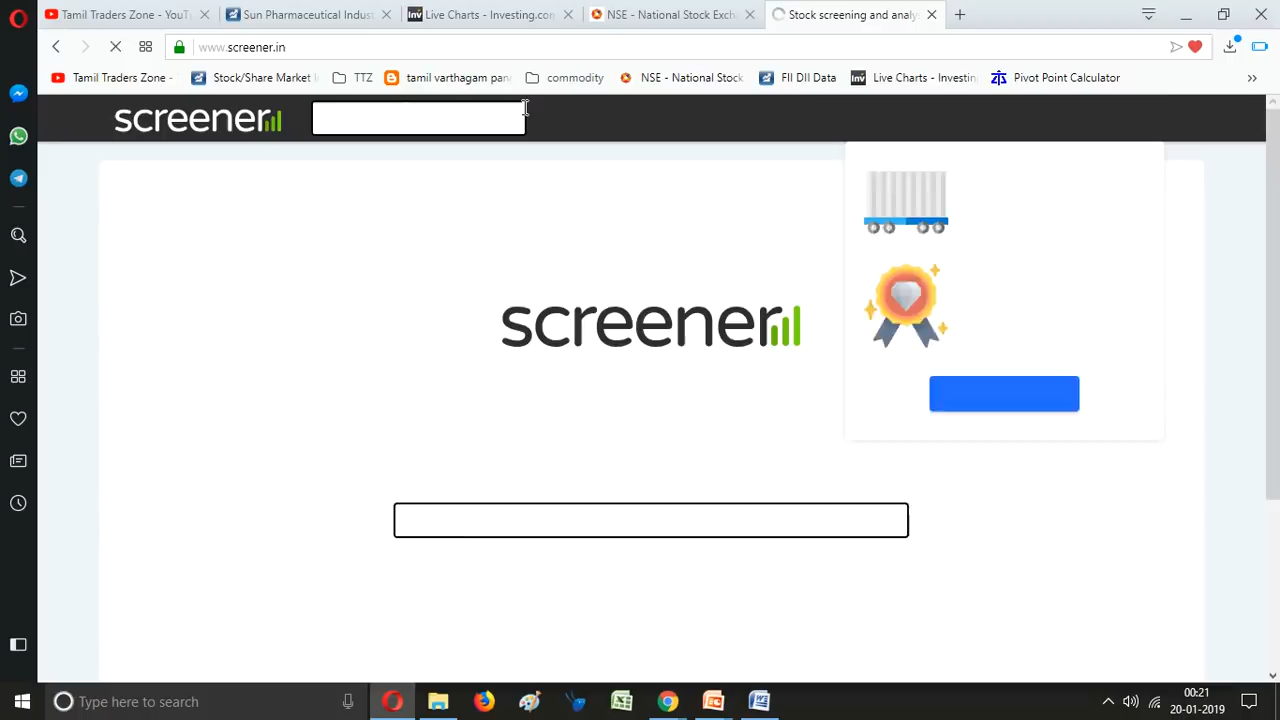 Tamil Traders Zone - YouT
Sun Pharmaceutical Indust
Live Charts - Investing.con
NSE - National Stock Exch
Stock screening and analy
www.screener.in
Tamil Traders Zone -
Stock/Share Market I
TTZ
tamil varthagam pan
commodity
NSE - National Stock
FII DII Data
Live Charts - Investin
Pivot Point Calculator
screener
screener
Type here to search
00:21
20-01-2019